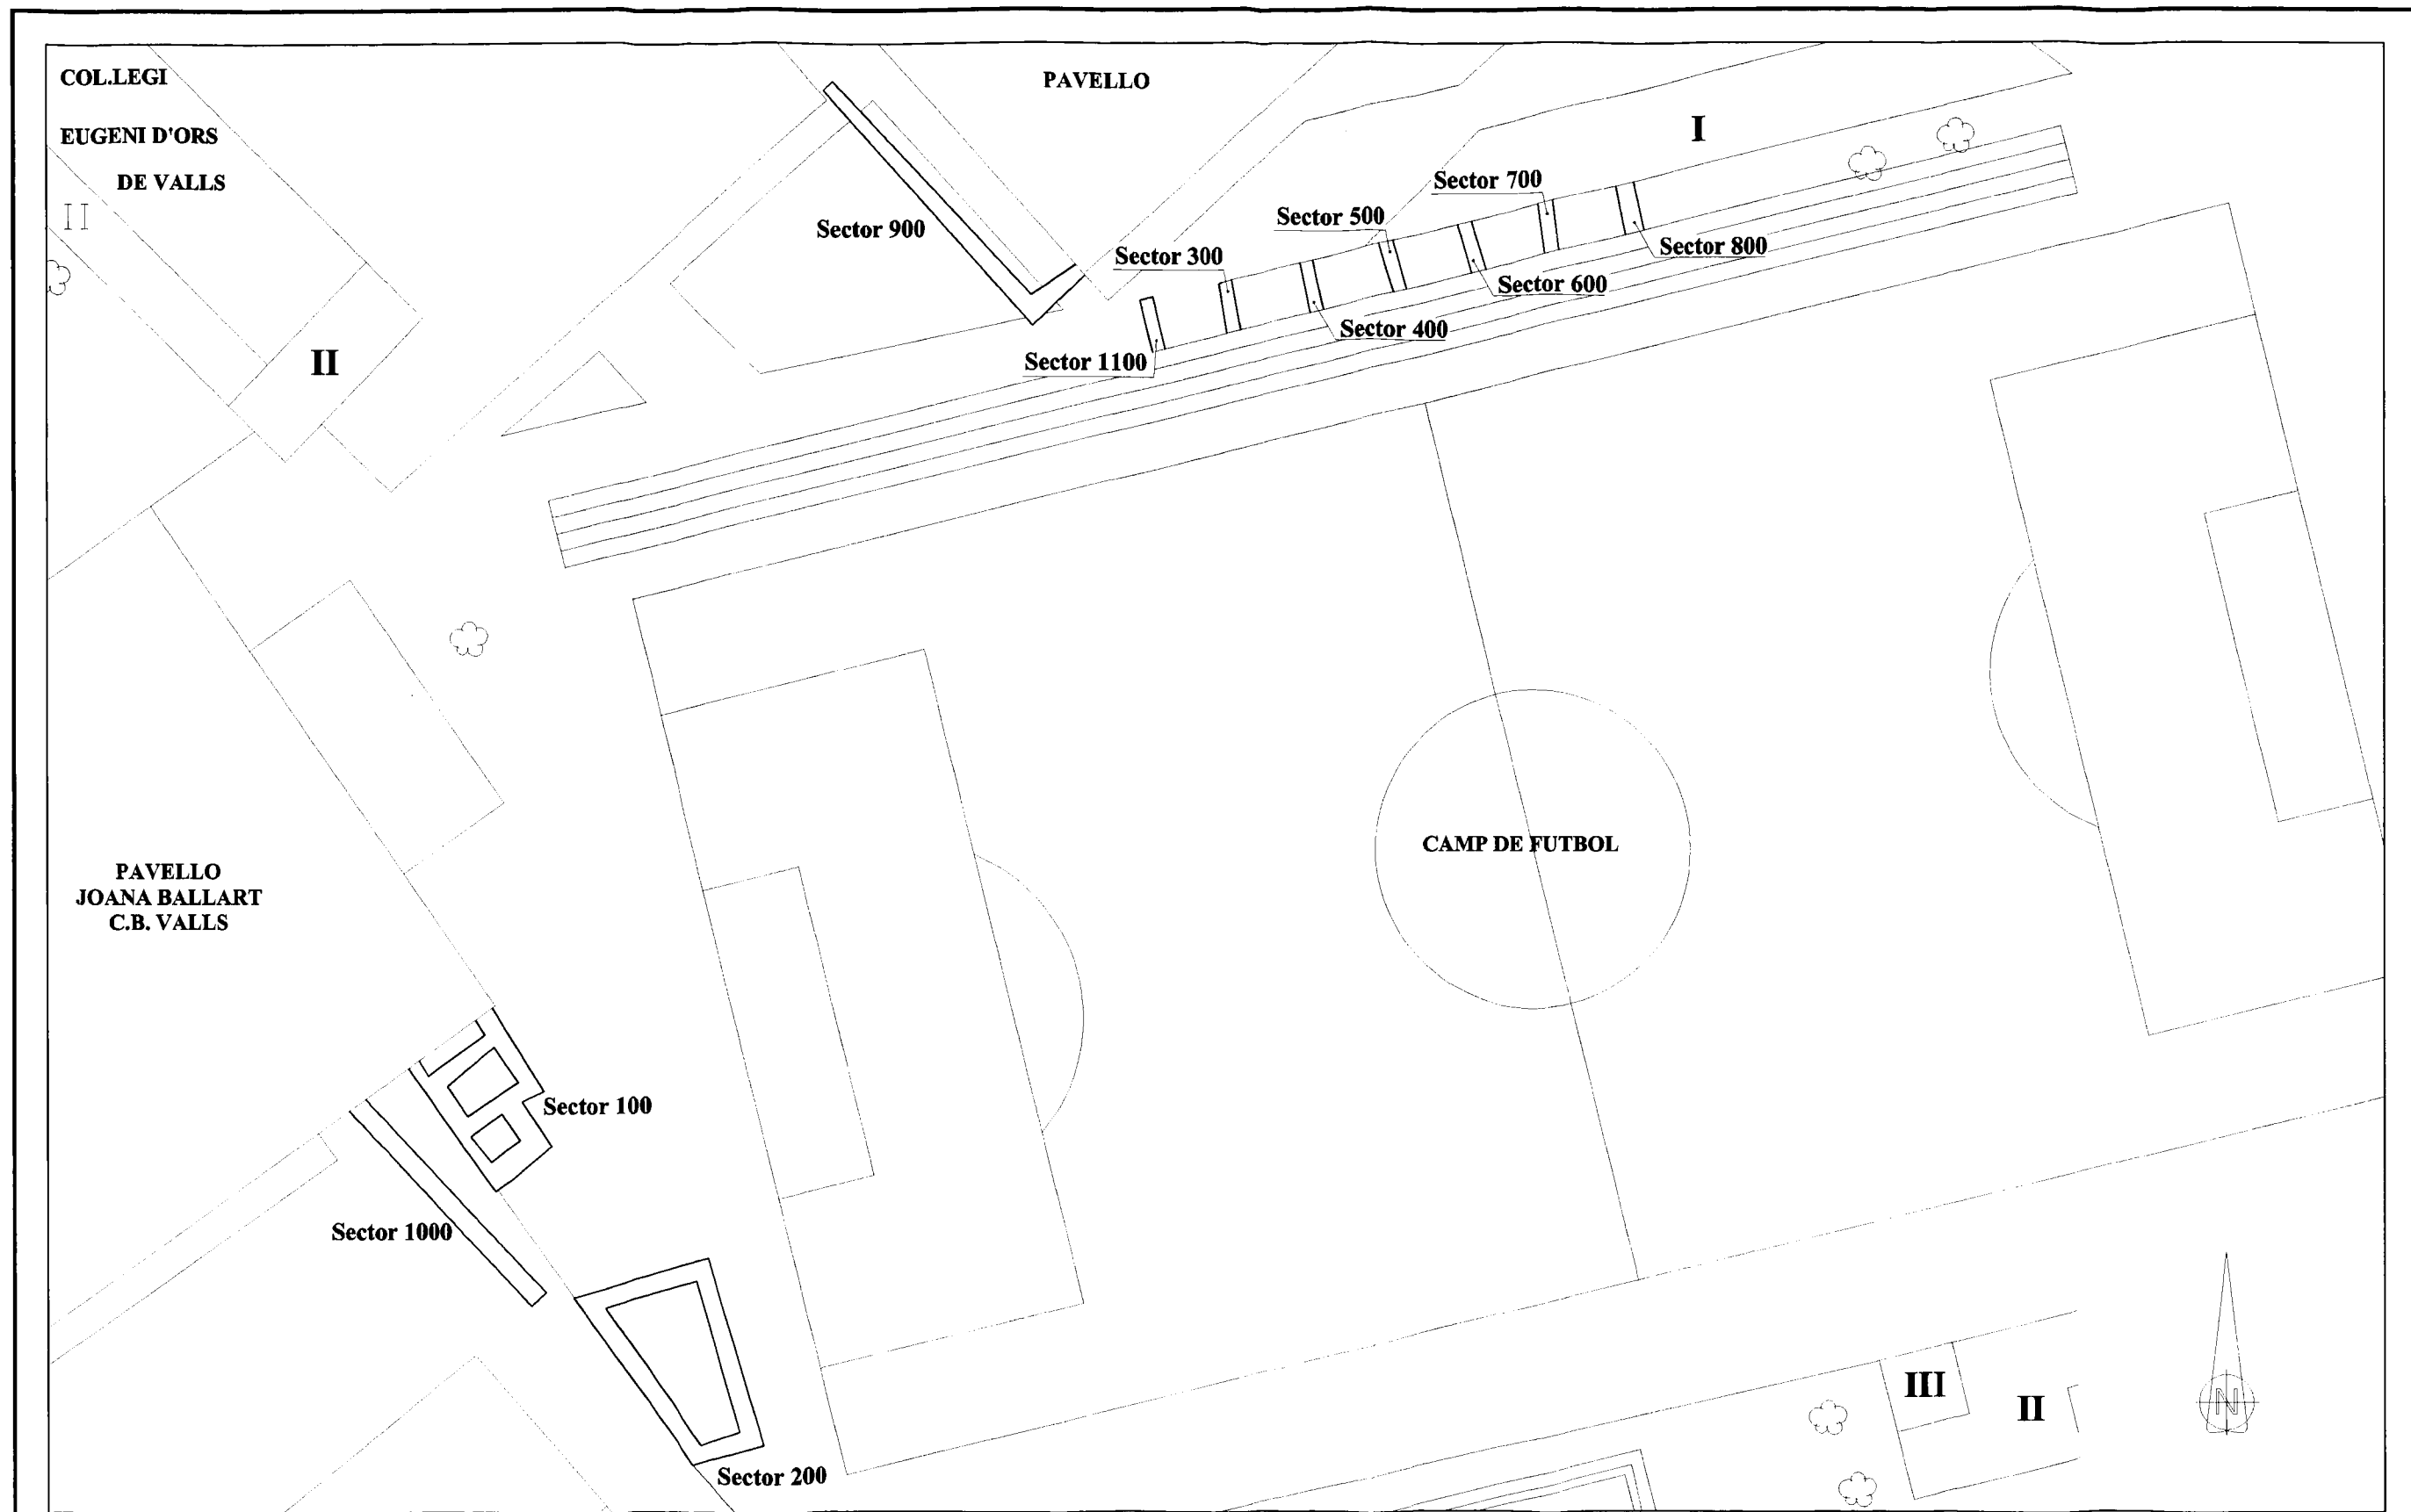 COL.LEGI
EUGENI D'ORS
DE VALLS
II
II
PAVELLO
I
Sector 900
Sector 700
Sector 500
Sector 300
Sector 800
Sector 600
Sector 400
Sector 1100
CAMP DE FUTBOL
PAVELLO
JOANA BALLART
C.B. VALLS
Sector 100
Sector 1000
Sector 200
III
II
N